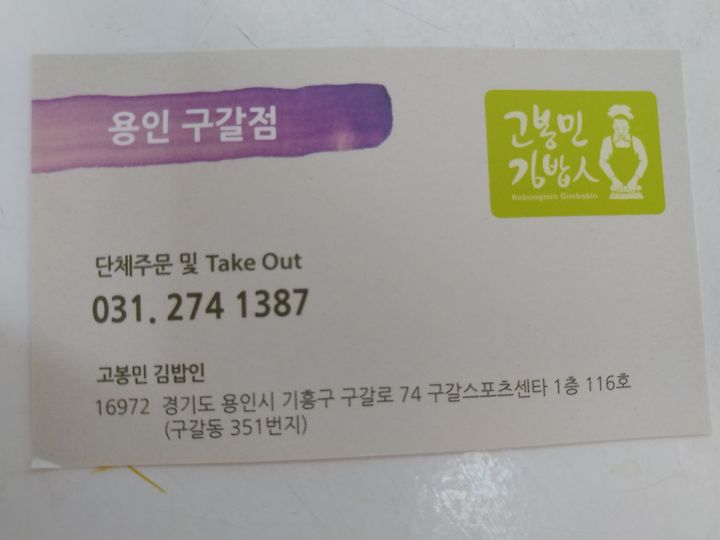 용인 구갈점
고봉민
김밥人
Kobongmin Gimbabin
단체주문 및 Take Out
031. 274 1387
고봉민 김밥인
16972 경기도 용인시 기흥구 구갈로 74 구갈스포츠센타 1층 116호
(구갈동 351번지)